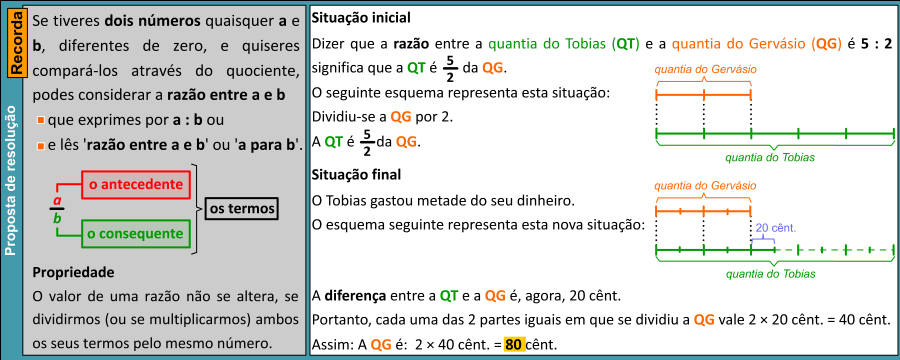 Proposta de resolução
Recorda
Se tiveres dois números quaisquer a e
b, diferentes de zero, e quiseres
compará-los através do quociente,
podes considerar a razão entre a e b
que exprimes por a : b ou
e lês 'razão entre a e b' ou 'a para b'.
a
b
o antecedente
o consequente
os termos
Propriedade
O valor de uma razão não se altera, se
dividirmos (ou se multiplicarmos) ambos
os seus termos pelo mesmo número.
Situação inicial
Dizer que a razão entre a quantia do Tobias (QT) e a quantia do Gervásio (QG) é 5 : 2
significa que a QT é 5/2 da QG.
O seguinte esquema representa esta situação:
Dividiu-se a QG por 2.
A QT é 5/2 da QG.
quantia do Gervásio
quantia do Tobias
Situação final
O Tobias gastou metade do seu dinheiro.
O esquema seguinte representa esta nova situação:
quantia do Gervásio
20 cênt.
quantia do Tobias
A diferença entre a QT e a QG é, agora, 20 cênt.
Portanto, cada uma das 2 partes iguais em que se dividiu a QG vale 2 × 20 cênt. = 40 cênt.
Assim: A QG é: 2 × 40 cênt. = 80 cênt.